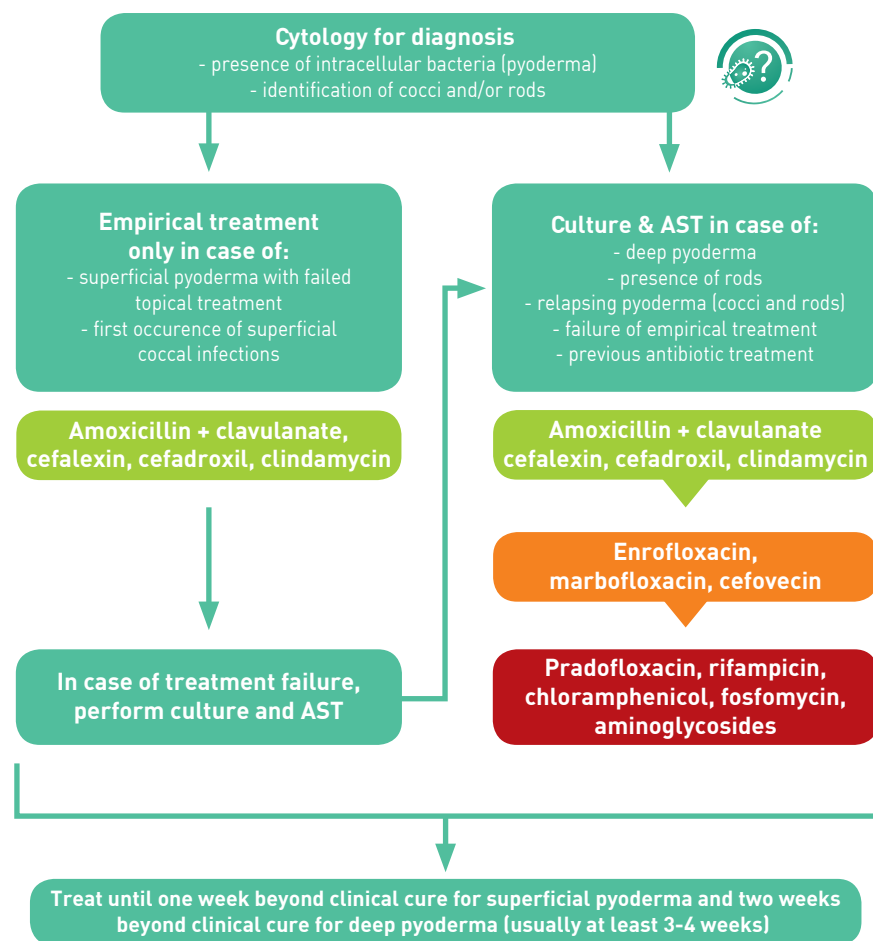 Cytology for diagnosis
- presence of intracellular bacteria (pyoderma)
- identification of cocci and/or rods
?
Empirical treatment
only in case of:
- superficial pyoderma with failed
topical treatment
- first occurence of superficial
coccal infections
Amoxicillin + clavulanate,
cefalexin, cefadroxil, clindamycin
In case of treatment failure,
perform culture and AST
Culture & AST in case of:
- deep pyoderma
- presence of rods
- relapsing pyoderma (cocci and rods)
- failure of empirical treatment
- previous antibiotic treatment
Amoxicillin + clavulanate
cefalexin, cefadroxil, clindamycin
Enrofloxacin,
marbofloxacin, cefovecin
Pradofloxacin, rifampicin,
chloramphenicol, fosfomycin,
aminoglycosides
Treat until one week beyond clinical cure for superficial pyoderma and two weeks
beyond clinical cure for deep pyoderma (usually at least 3-4 weeks)